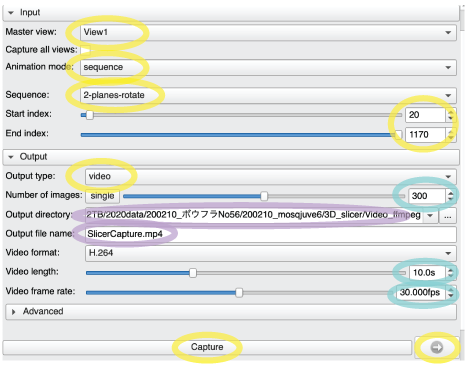 Input
Master view: View1
Capture all views:
Animation mode: sequence
Sequence: 2-planes-rotate
Start index: 20
End index: 1170
Output
Output type: video
Number of images: single 300
Output directory: 2TB/2020data/200210_ボウフラNo56/200210_mosqjuve6/3D_slicer/Video_ffmpeg ...
Output file name: SlicerCapture.mp4
Video format: H.264
Video length: 10.0s
Video frame rate: 30.000fps
Advanced
Capture